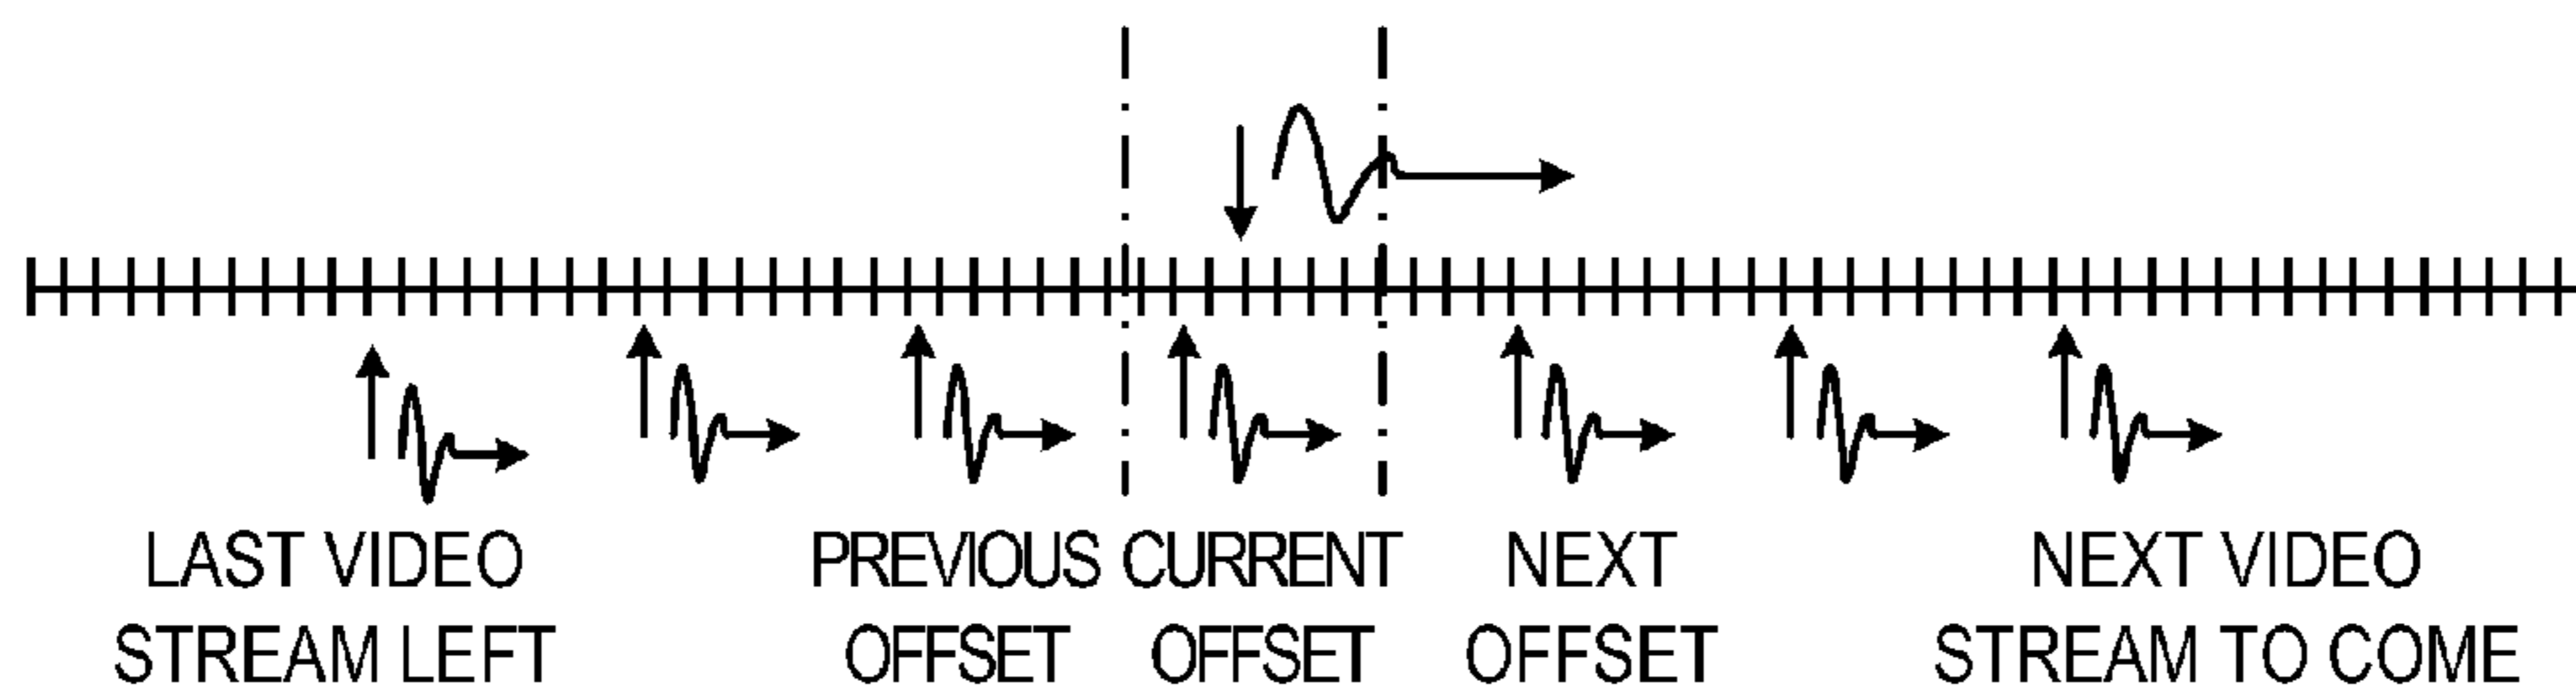 LAST VIDEO
STREAM LEFT
PREVIOUS
OFFSET
CURRENT
OFFSET
NEXT
OFFSET
NEXT VIDEO
STREAM TO COME